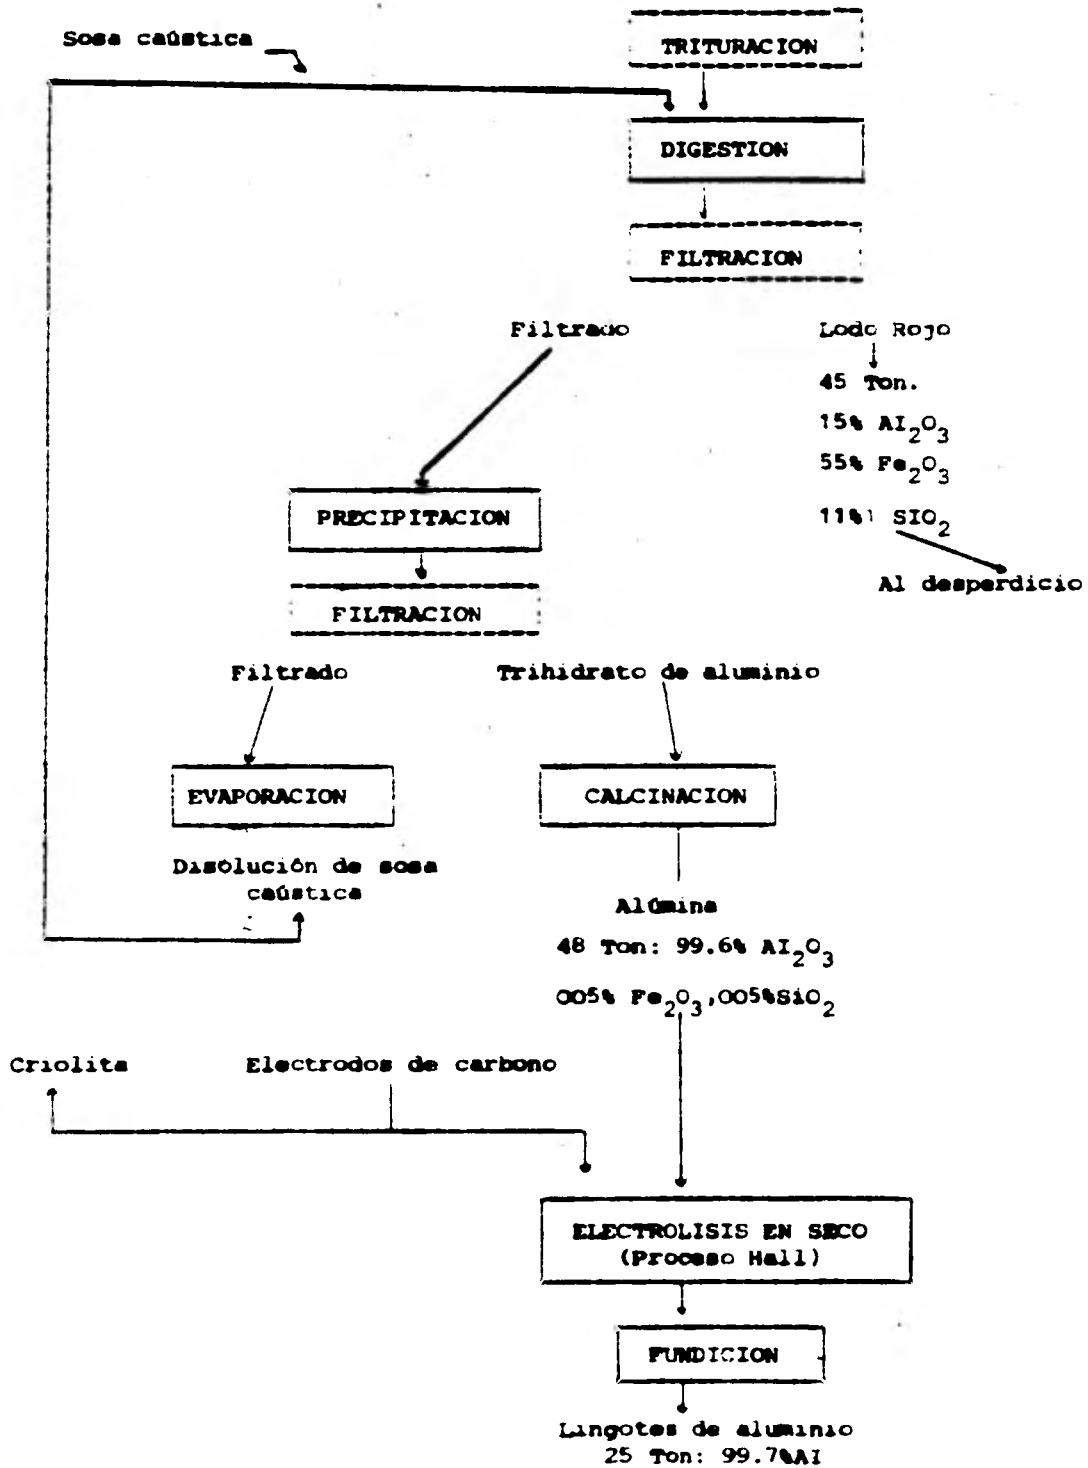 Sosa caústica
TRITURACION
DIGESTION
FILTRACION
Filtrado
Lodo Rojo
45 Ton.
15% AI2O3
55% Fe2O3
11% SIO2
Al desperdicio
PRECIPITACION
FILTRACION
Filtrado
Trihidrato de aluminio
EVAPORACION
CALCINACION
Disolución de sosa
caústica
Alúmina
48 Ton: 99.6% AI2O3
OO5% Fe2O3,OO5%SiO2
Criolita
Electrodos de carbono
ELECTROLISIS EN SECO
(Proceso Hall)
FUNDICION
Lingotes de aluminio
25 Ton: 99.7%AI